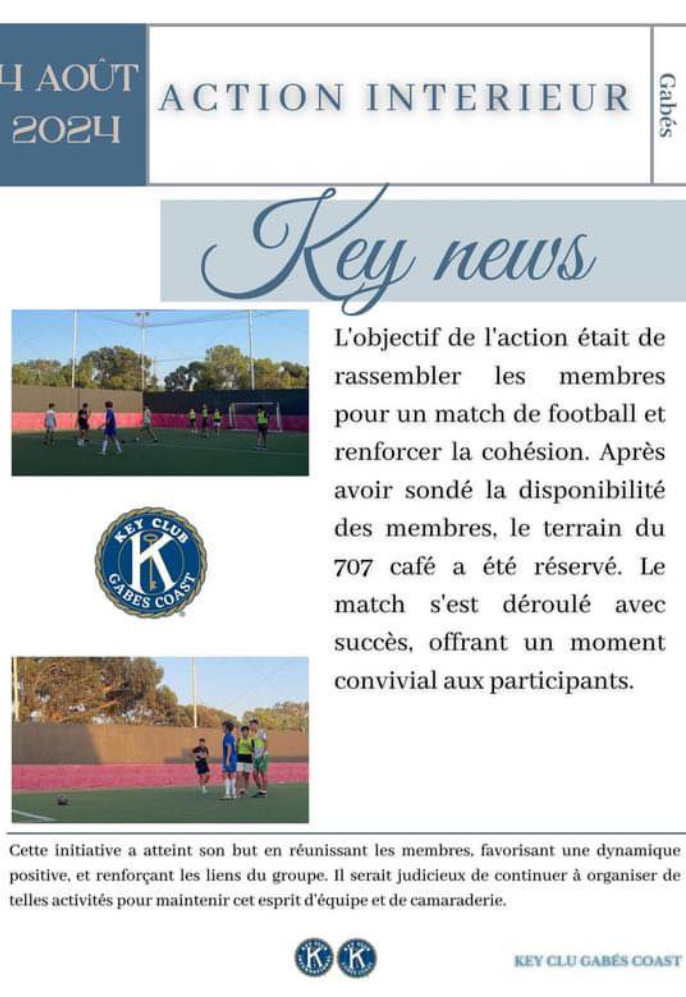 4 AOÛT
2024
ACTION INTERIEUR
Gabés
Key news
L'objectif de l'action était de
rassembler les membres
pour un match de football et
renforcer la cohésion. Après
avoir sondé la disponibilité
des membres, le terrain du
707 café a été réservé. Le
match s'est déroulé avec
succès, offrant un moment
convivial aux participants.
KEY CLUB
K
GABES COAST
Cette initiative a atteint son but en réunissant les membres, favorisant une dynamique
positive, et renforçant les liens du groupe. Il serait judicieux de continuer à organiser de
telles activités pour maintenir cet esprit d'équipe et de camaraderie.
K
K
KEY CLU GABÉS COAST